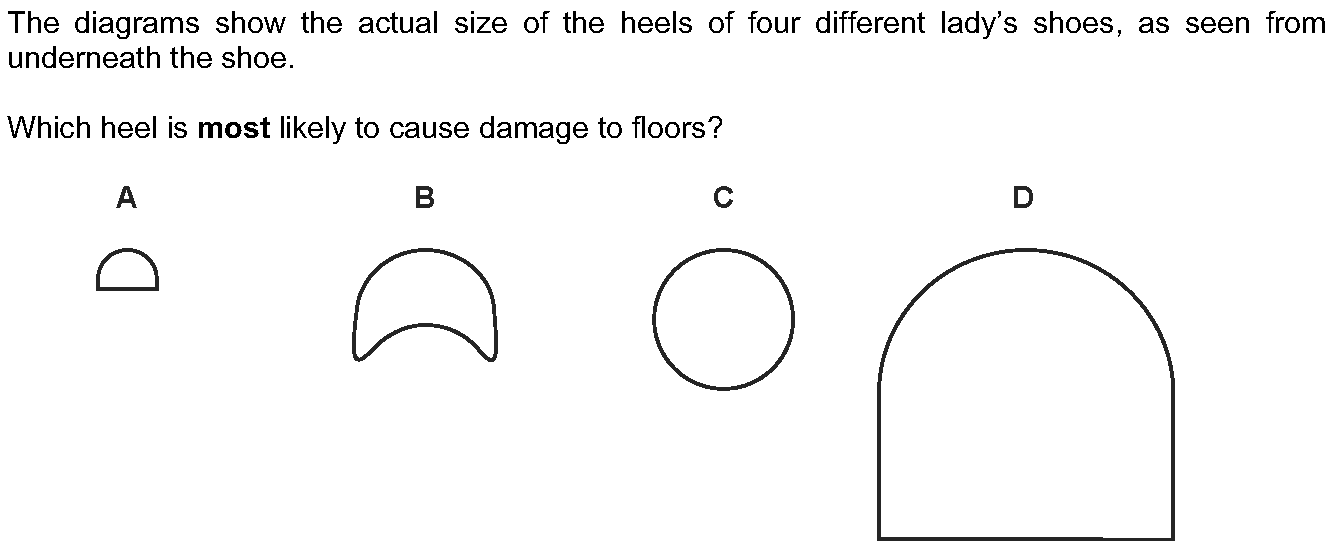 The diagrams show the actual size of the heels of four different lady's shoes, as seen from
underneath the shoe.
Which heel is most likely to cause damage to floors?
A B C D